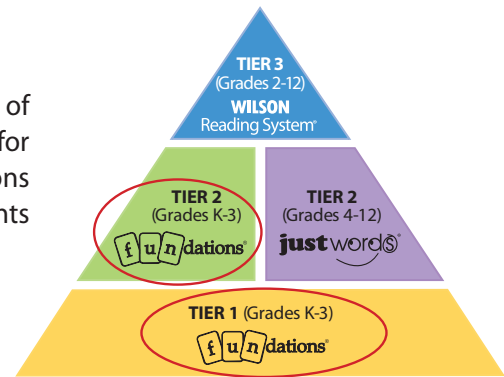 of
for
ons
nts
TIER 3
(Grades 2-12)
WILSON
Reading System®
TIER 2
(Grades K-3)
fundations®
TIER 2
(Grades 4-12)
just words®
TIER 1 (Grades K-3)
fundations®